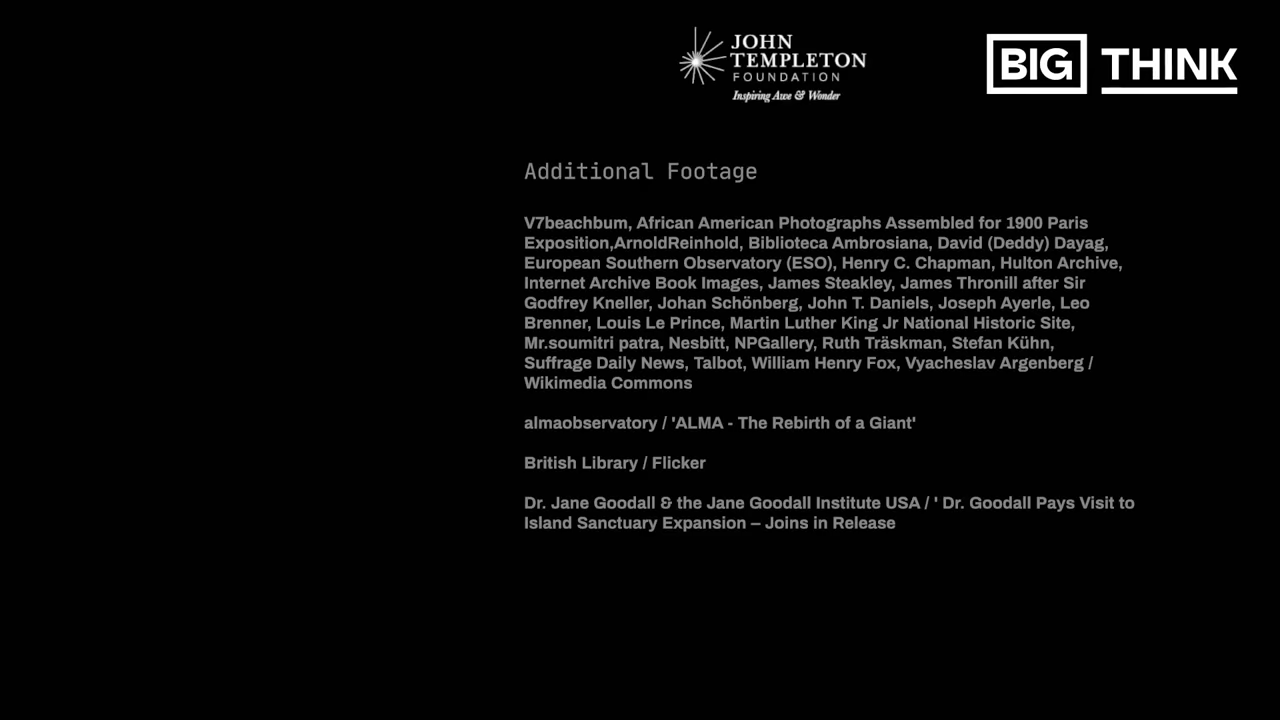 JOHN
TEMPLETON
FOUNDATION
Inspiring Awe & Wonder
BIG THINK
Additional Footage
V7beachbum, African American Photographs Assembled for 1900 Paris
Exposition,ArnoldReinhold, Biblioteca Ambrosiana, David (Deddy) Dayag,
European Southern Observatory (ESO), Henry C. Chapman, Hulton Archive,
Internet Archive Book Images, James Steakley, James Thronill after Sir
Godfrey Kneller, Johan Schönberg, John T. Daniels, Joseph Ayerle, Leo
Brenner, Louis Le Prince, Martin Luther King Jr National Historic Site,
Mr.soumitri patra, Nesbitt, NPGallery, Ruth Träskman, Stefan Kühn,
Suffrage Daily News, Talbot, William Henry Fox, Vyacheslav Argenberg /
Wikimedia Commons
almaobservatory / 'ALMA - The Rebirth of a Giant'
British Library / Flicker
Dr. Jane Goodall & the Jane Goodall Institute USA / ' Dr. Goodall Pays Visit to
Island Sanctuary Expansion – Joins in Release